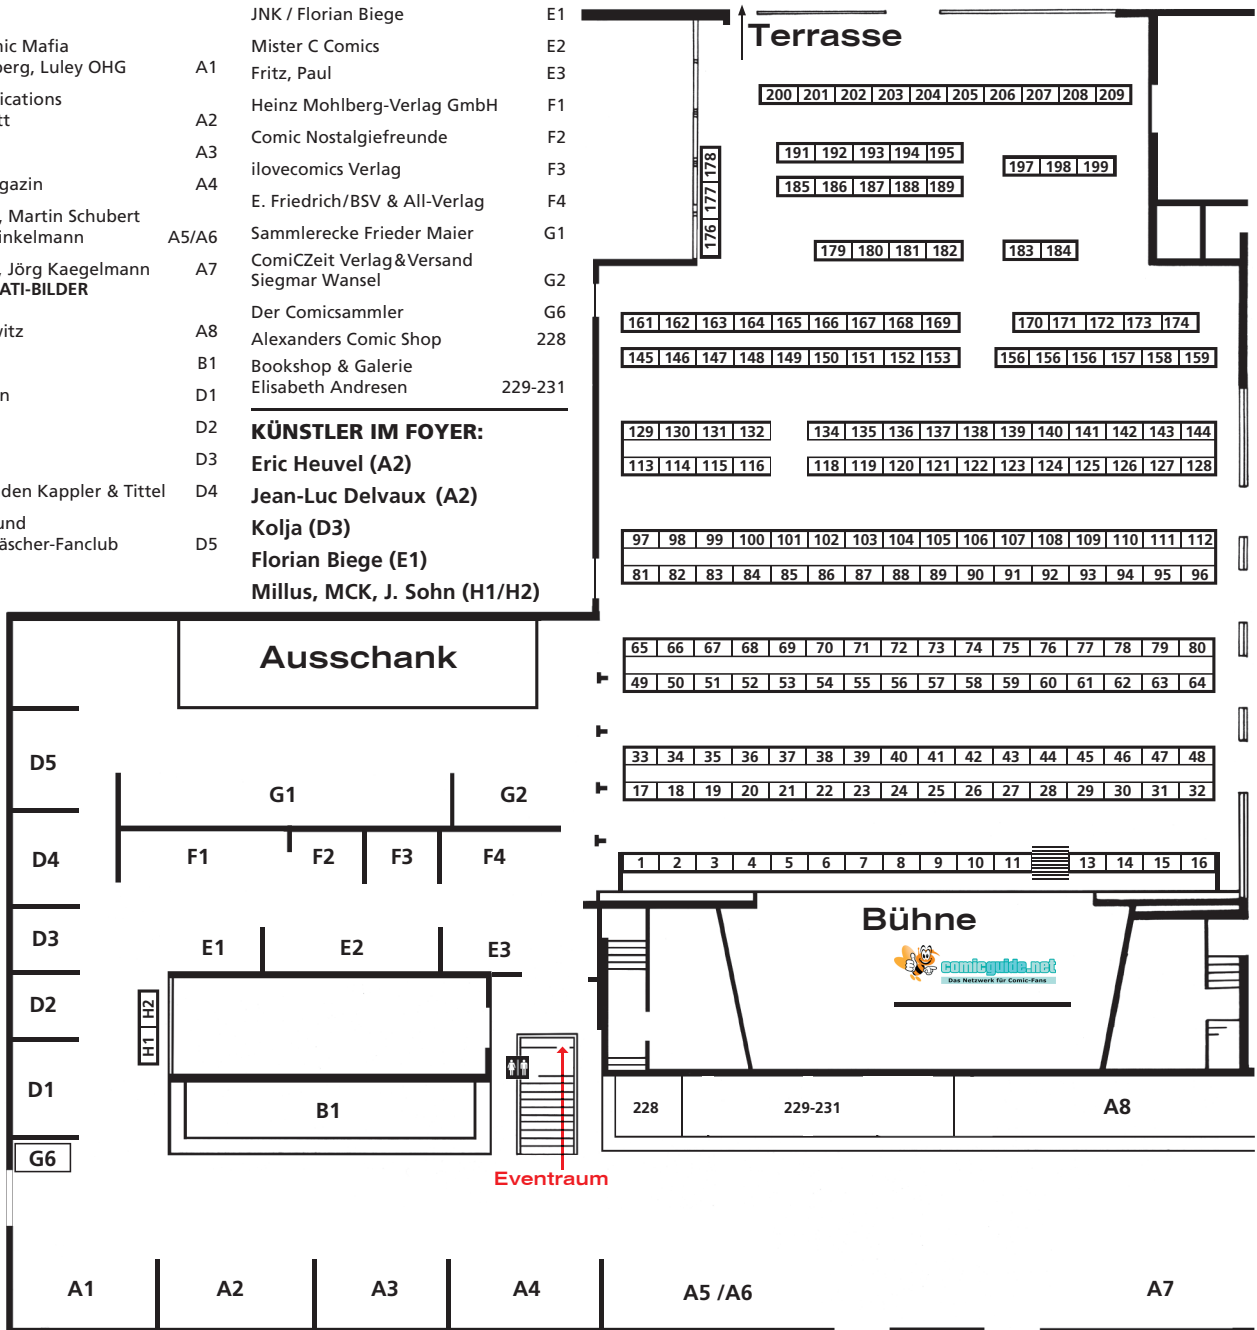 nic Mafia
berg, Luley OHG A1
ications
tt A2
A3
gazin A4
, Martin Schubert
inkelmann A5/A6
, Jörg Kaegelmann A7
ATI-BILDER
vitz A8
B1
n D1
D2
D3
den Kappler & Tittel D4
und
äscher-Fanclub D5
JNK / Florian Biege E1
Mister C Comics E2
Fritz, Paul E3
Heinz Mohlberg-Verlag GmbH F1
Comic Nostalgiefreunde F2
ilovecomics Verlag F3
E. Friedrich/BSV & All-Verlag F4
Sammlerecke Frieder Maier G1
ComiCZeit Verlag & Versand
Siegmar Wansel G2
Der Comicsammler G6
Alexanders Comic Shop 228
Bookshop & Galerie
Elisabeth Andresen 229-231
KÜNSTLER IM FOYER:
Eric Heuvel (A2)
Jean-Luc Delvaux (A2)
Kolja (D3)
Florian Biege (E1)
Millus, MCK, J. Sohn (H1/H2)
Terrasse
200 201 202 203 204 205 206 207 208 209
191 192 193 194 195
197 198 199
185 186 187 188 189
176 177 178
179 180 181 182
183 184
161 162 163 164 165 166 167 168 169
170 171 172 173 174
145 146 147 148 149 150 151 152 153
156 156 156 157 158 159
129 130 131 132
134 135 136 137 138 139 140 141 142 143 144
113 114 115 116
118 119 120 121 122 123 124 125 126 127 128
97 98 99 100 101 102 103 104 105 106 107 108 109 110 111 112
81 82 83 84 85 86 87 88 89 90 91 92 93 94 95 96
65 66 67 68 69 70 71 72 73 74 75 76 77 78 79 80
49 50 51 52 53 54 55 56 57 58 59 60 61 62 63 64
33 34 35 36 37 38 39 40 41 42 43 44 45 46 47 48
17 18 19 20 21 22 23 24 25 26 27 28 29 30 31 32
1 2 3 4 5 6 7 8 9 10 11 13 14 15 16
Bühne
comicguide.net
Das Netzwerk für Comic-Fans
228 229-231 A8
Ausschank
D5
G1 G2
D4
F1 F2 F3 F4
D3
E1 E2 E3
D2
H1 H2
D1
B1
G6
Eventraum
A1 A2 A3 A4 A5 /A6 A7